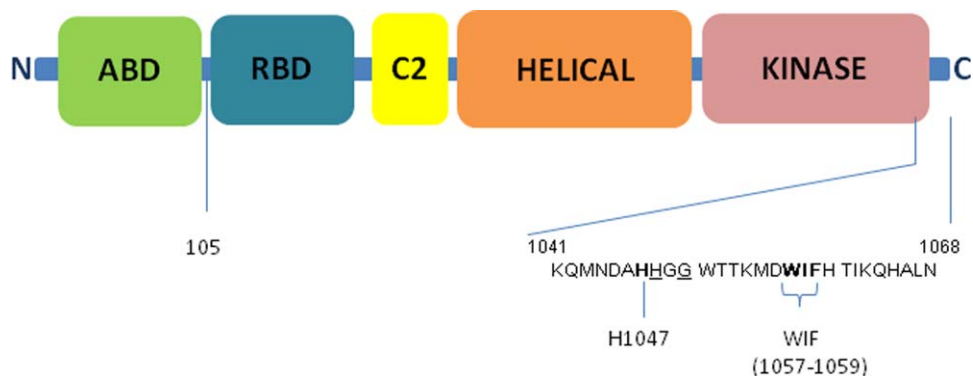 N ABD RBD C2 HELICAL KINASE C
105
1041 1068
KQMNDAHHGG WTTKMDWIFH TIKQHALN
H1047 WIF
(1057-1059)